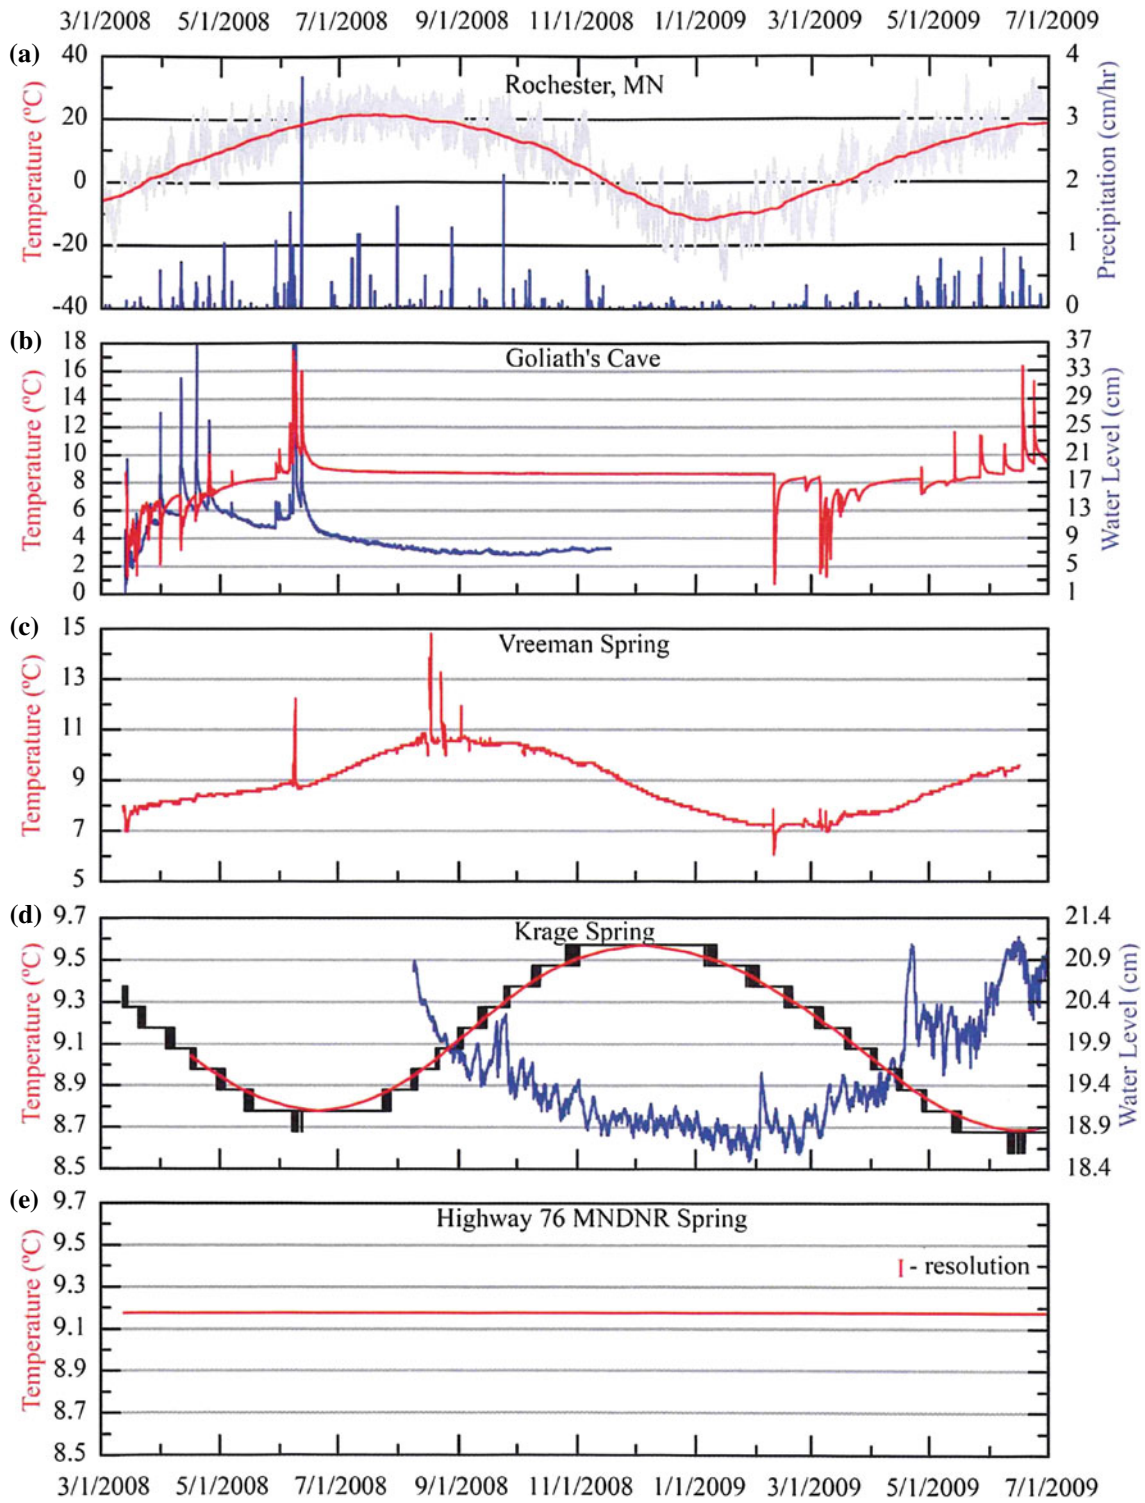 3/1/2008 5/1/2008 7/1/2008 9/1/2008 11/1/2008 1/1/2009 3/1/2009 5/1/2009 7/1/2009
(a)
Rochester, MN
Temperature (ºC)
40
20
0
-20
-40
Precipitation (cm/hr)
4
3
2
1
0
(b)
Goliath's Cave
Temperature (ºC)
18
16
14
12
10
8
6
4
2
0
Water Level (cm)
37
33
29
25
21
17
13
9
5
1
(c)
Vreeman Spring
Temperature (ºC)
15
13
11
9
7
5
(d)
Krage Spring
Temperature (ºC)
9.7
9.5
9.3
9.1
8.9
8.7
8.5
Water Level (cm)
21.4
20.9
20.4
19.9
19.4
18.9
18.4
(e)
Highway 76 MNDNR Spring
Temperature (ºC)
9.7
9.5
9.3
9.1
8.9
8.7
8.5
- resolution
3/1/2008 5/1/2008 7/1/2008 9/1/2008 11/1/2008 1/1/2009 3/1/2009 5/1/2009 7/1/2009